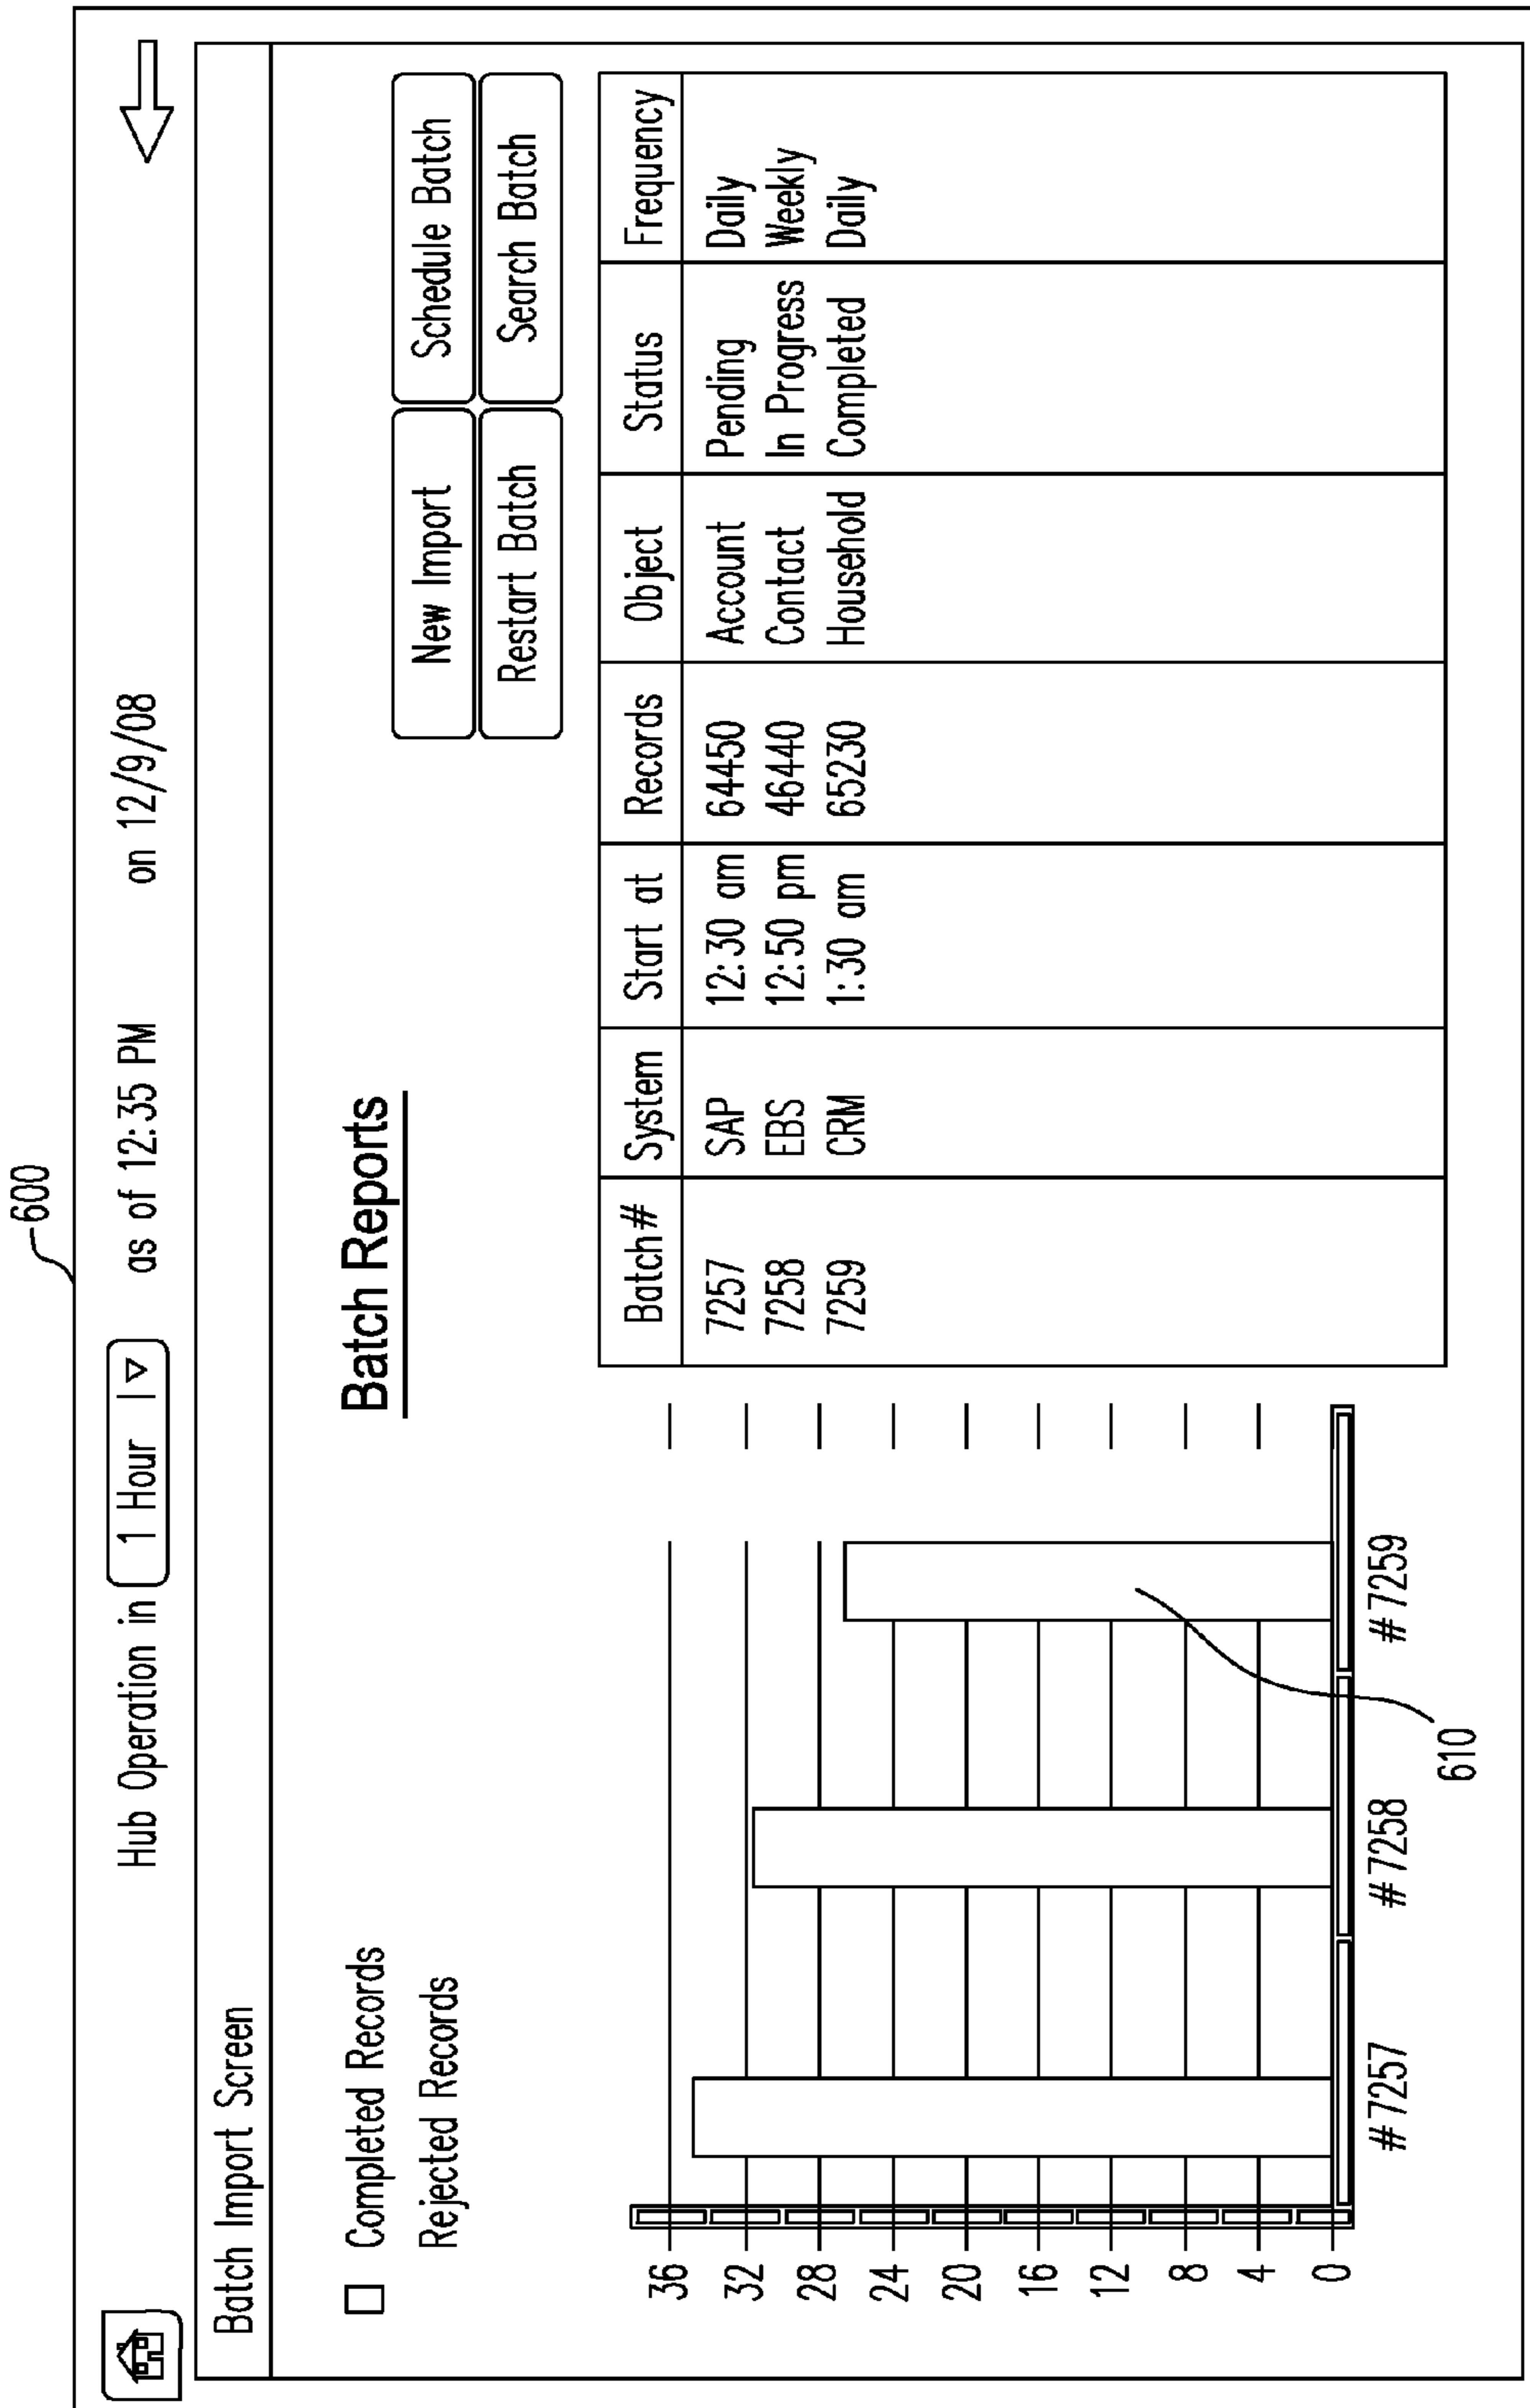 600
Hub Operation in 1 Hour as of 12:35 PM on 12/9/08
Batch Import Screen
Completed Records
Rejected Records
Batch Reports
New Import Schedule Batch
Restart Batch Search Batch
36
32
28
24
20
16
12
8
4
0
#7257 #7258 #7259
610
Batch# System Start at Records Object Status Frequency
7257 SAP 12:30 am 64450 Account Pending Daily
7258 EBS 12:50 pm 46440 Contact In Progress Weekly
7259 CRM 1:30 am 65230 Household Completed Daily